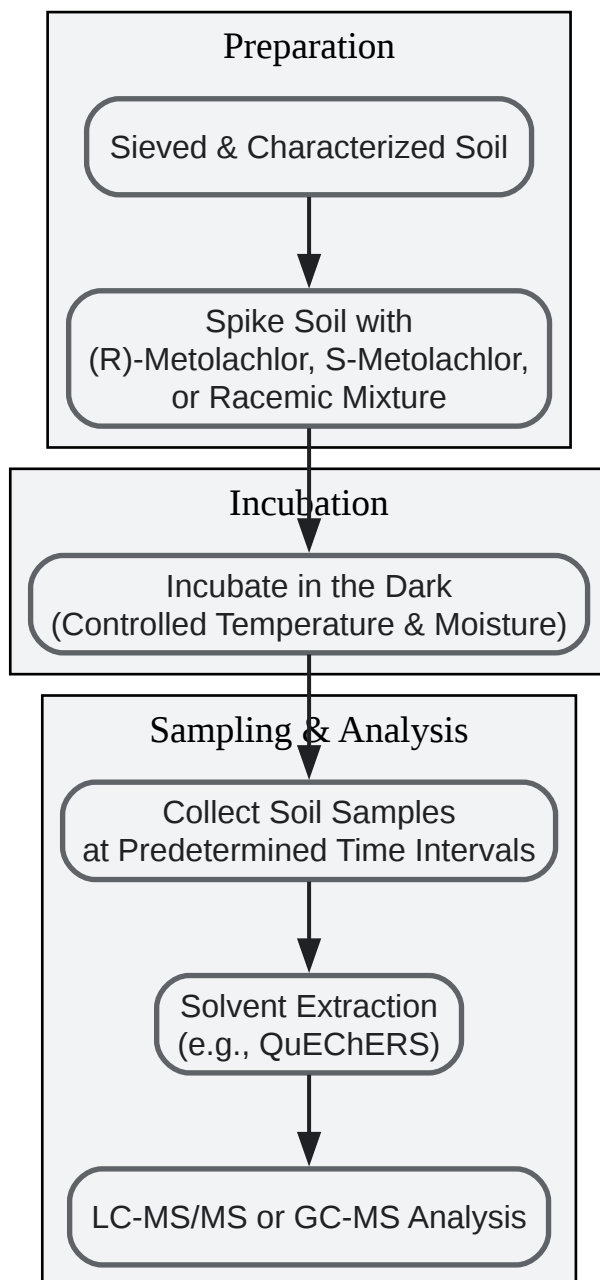 Preparation
Sieved & Characterized Soil
Spike Soil with
(R)-Metolachlor, S-Metolachlor,
or Racemic Mixture
Incubation
Incubate in the Dark
(Controlled Temperature & Moisture)
Sampling & Analysis
Collect Soil Samples
at Predetermined Time Intervals
Solvent Extraction
(e.g., QuEChERS)
LC-MS/MS or GC-MS Analysis